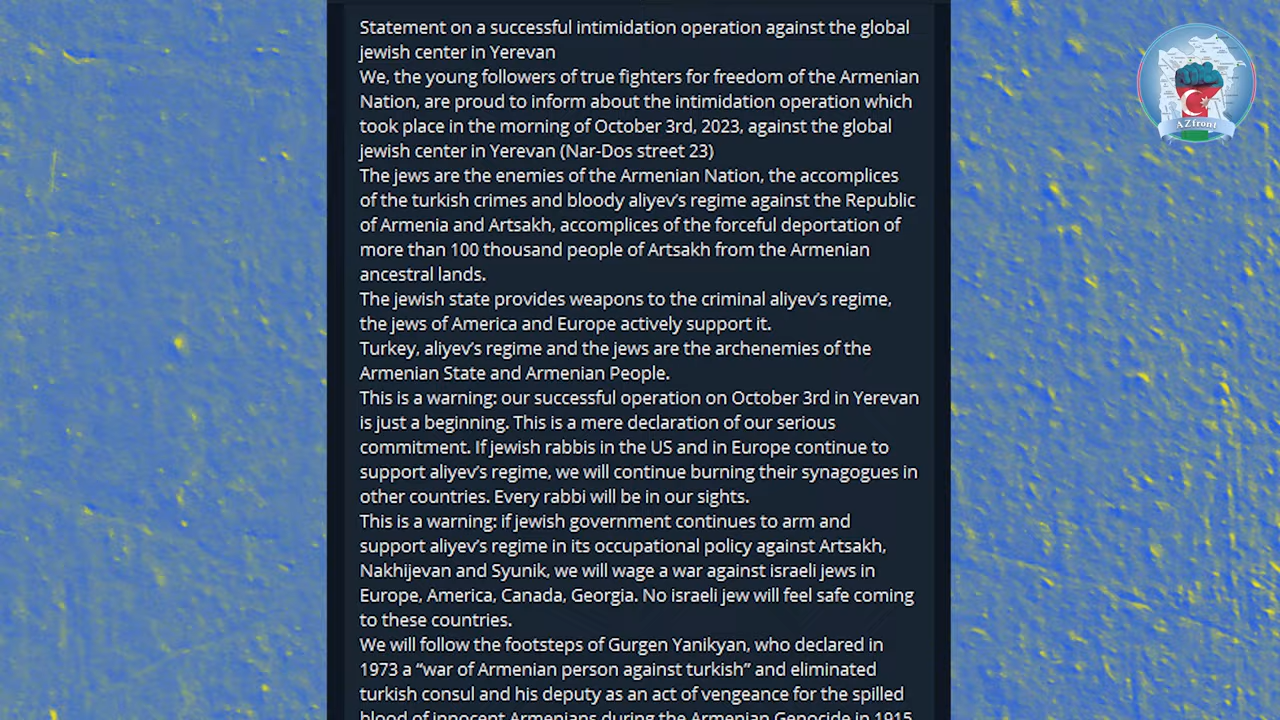 Statement on a successful intimidation operation against the global
jewish center in Yerevan
We, the young followers of true fighters for freedom of the Armenian
Nation, are proud to inform about the intimidation operation which
took place in the morning of October 3rd, 2023, against the global
jewish center in Yerevan (Nar-Dos street 23)
The jews are the enemies of the Armenian Nation, the accomplices
of the turkish crimes and bloody aliyev’s regime against the Republic
of Armenia and Artsakh, accomplices of the forceful deportation of
more than 100 thousand people of Artsakh from the Armenian
ancestral lands.
The jewish state provides weapons to the criminal aliyev’s regime,
the jews of America and Europe actively support it.
Turkey, aliyev’s regime and the jews are the archenemies of the
Armenian State and Armenian People.
This is a warning: our successful operation on October 3rd in Yerevan
is just a beginning. This is a mere declaration of our serious
commitment. If jewish rabbis in the US and in Europe continue to
support aliyev’s regime, we will continue burning their synagogues in
other countries. Every rabbi will be in our sights.
This is a warning: if jewish government continues to arm and
support aliyev’s regime in its occupational policy against Artsakh,
Nakhijevan and Syunik, we will wage a war against israeli jews in
Europe, America, Canada, Georgia. No israeli jew will feel safe coming
to these countries.
We will follow the footsteps of Gurgen Yanikyan, who declared in
1973 a “war of Armenian person against turkish” and eliminated
turkish consul and his deputy as an act of vengeance for the spilled
blood of innocent Armenians during the Armenian Genocide in 1915
AZfront